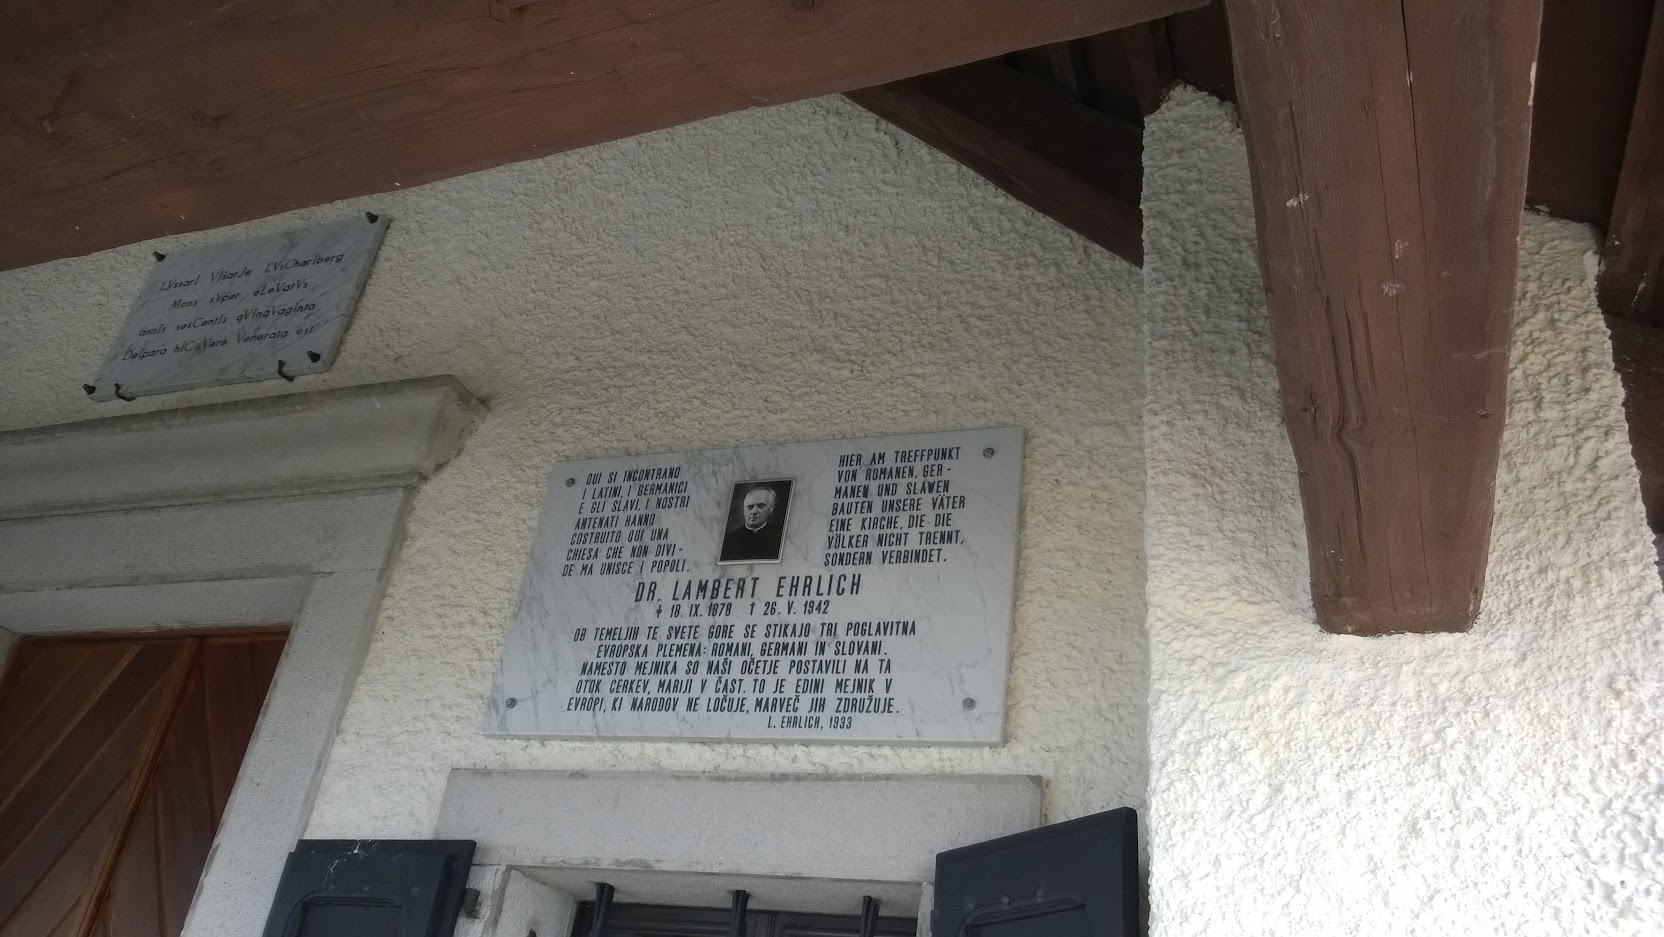 LVssarI VIsarJe LVsCharIberg
Mons sVper, eLeVatVs
annIs sesCentIs qVInqVagInta
DeIpara hIC Vere Venerata est
QUI SI INCONTRANO
I LATINI, I GERMANICI
E GLI SLAVI. I NOSTRI
ANTENATI HANNO
COSTRUITO QUI UNA
CHIESA CHE NON DIVI-
DE MA UNISCE I POPOLI.
HIER AM TREFFPUNKT
VON ROMANEN, GER-
MANEN UND SLAWEN
BAUTEN UNSERE VÄTER
EINE KIRCHE, DIE DIE
VÖLKER NICHT TRENNT,
SONDERN VERBINDET.
DR. LAMBERT EHRLICH
18. IX. 1878 † 26. V. 1942
OB TEMELJIH TE SVETE GORE SE STIKAJO TRI POGLAVITNA
EVROPSKA PLEMENA: ROMANI, GERMANI IN SLOVANI.
NAMESTO MEJNIKA SO NAŠI OČETJE POSTAVILI NA TA
OTOK CERKEV, MARIJI V ČAST. TO JE EDINI MEJNIK V
EVROPI, KI NARODOV NE LOČUJE, MARVEČ JIH ZDRUŽUJE.
L. EHRLICH, 1933